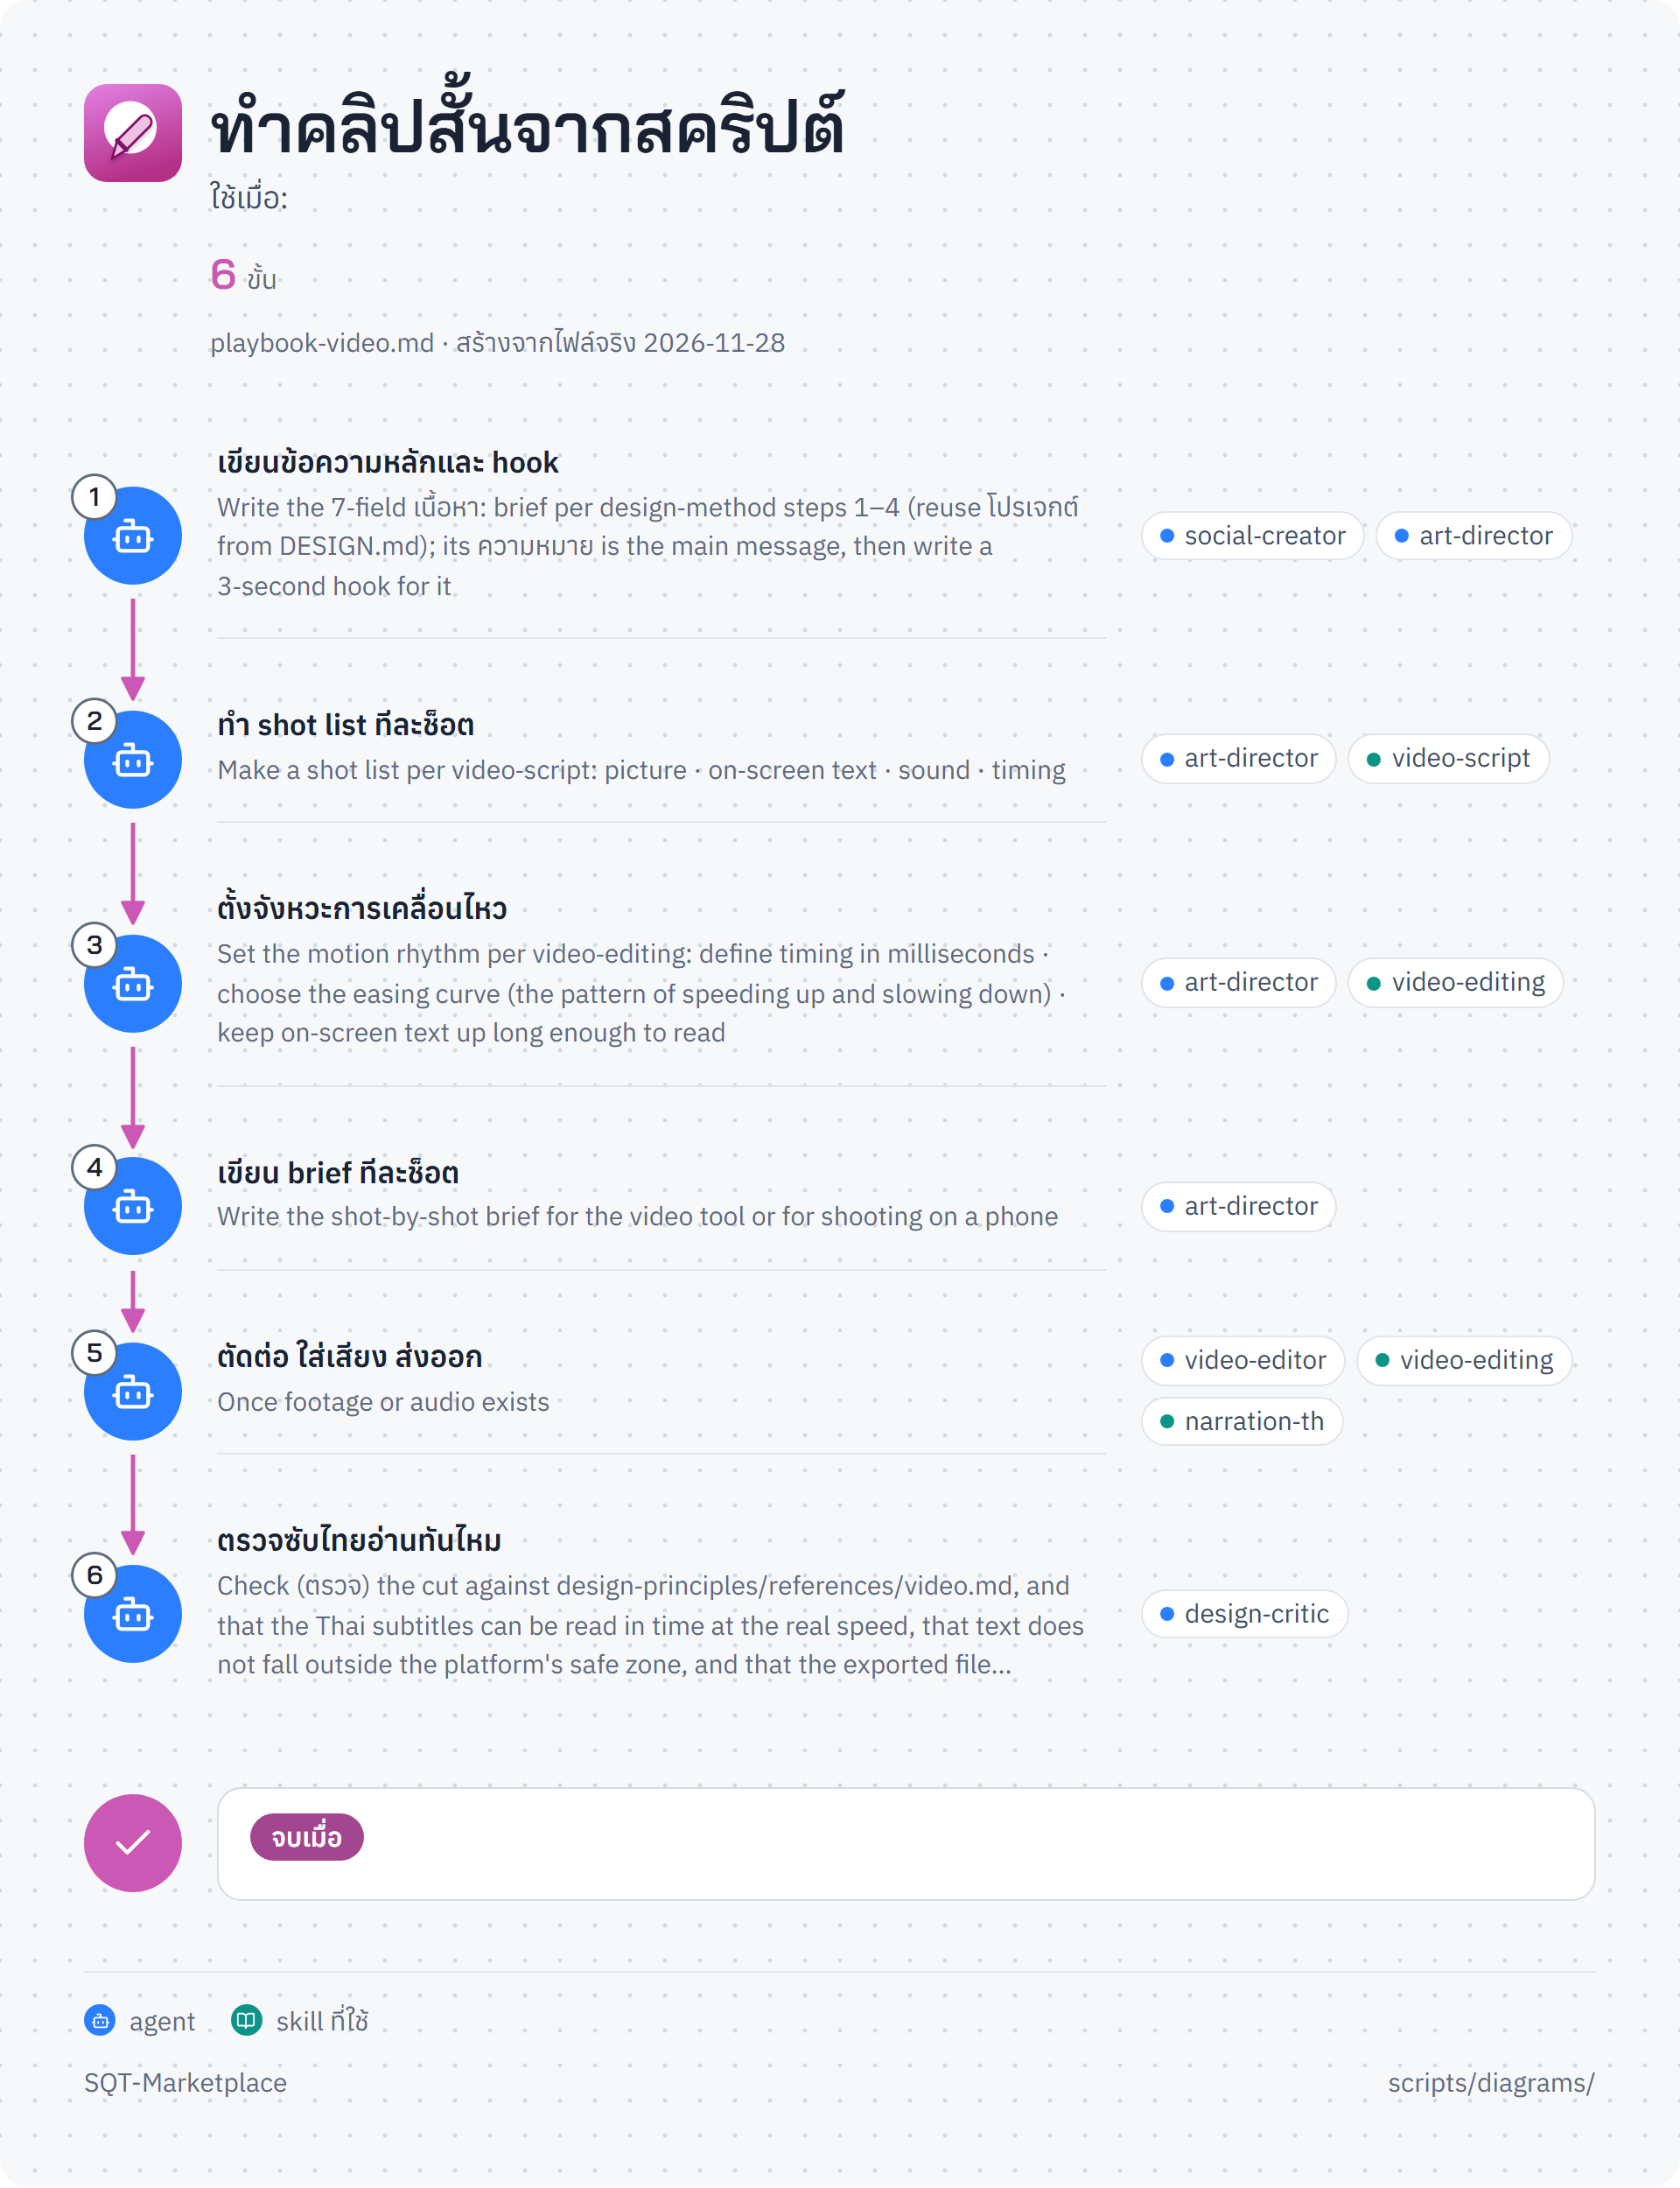 ทำคลิปสั้นจากสคริปต์
ใช้เมื่อ:
6 ขั้น
playbook-video.md · สร้างจากไฟล์จริง 2026-11-28
1
เขียนข้อความหลักและ hook
Write the 7-field เนื้อหา: brief per design-method steps 1–4 (reuse โปรเจกต์
from DESIGN.md); its ความหมาย is the main message, then write a
3-second hook for it
social-creator
art-director
2
ทำ shot list ทีละช็อต
Make a shot list per video-script: picture · on-screen text · sound · timing
art-director
video-script
3
ตั้งจังหวะการเคลื่อนไหว
Set the motion rhythm per video-editing: define timing in milliseconds ·
choose the easing curve (the pattern of speeding up and slowing down) ·
keep on-screen text up long enough to read
art-director
video-editing
4
เขียน brief ทีละช็อต
Write the shot-by-shot brief for the video tool or for shooting on a phone
art-director
5
ตัดต่อ ใส่เสียง ส่งออก
Once footage or audio exists
video-editor
video-editing
narration-th
6
ตรวจซับไทยอ่านทันไหม
Check (ตรวจ) the cut against design-principles/references/video.md, and
that the Thai subtitles can be read in time at the real speed, that text does
not fall outside the platform's safe zone, and that the exported file…
design-critic
จบเมื่อ
agent
skill ที่ใช้
SQT-Marketplace
scripts/diagrams/